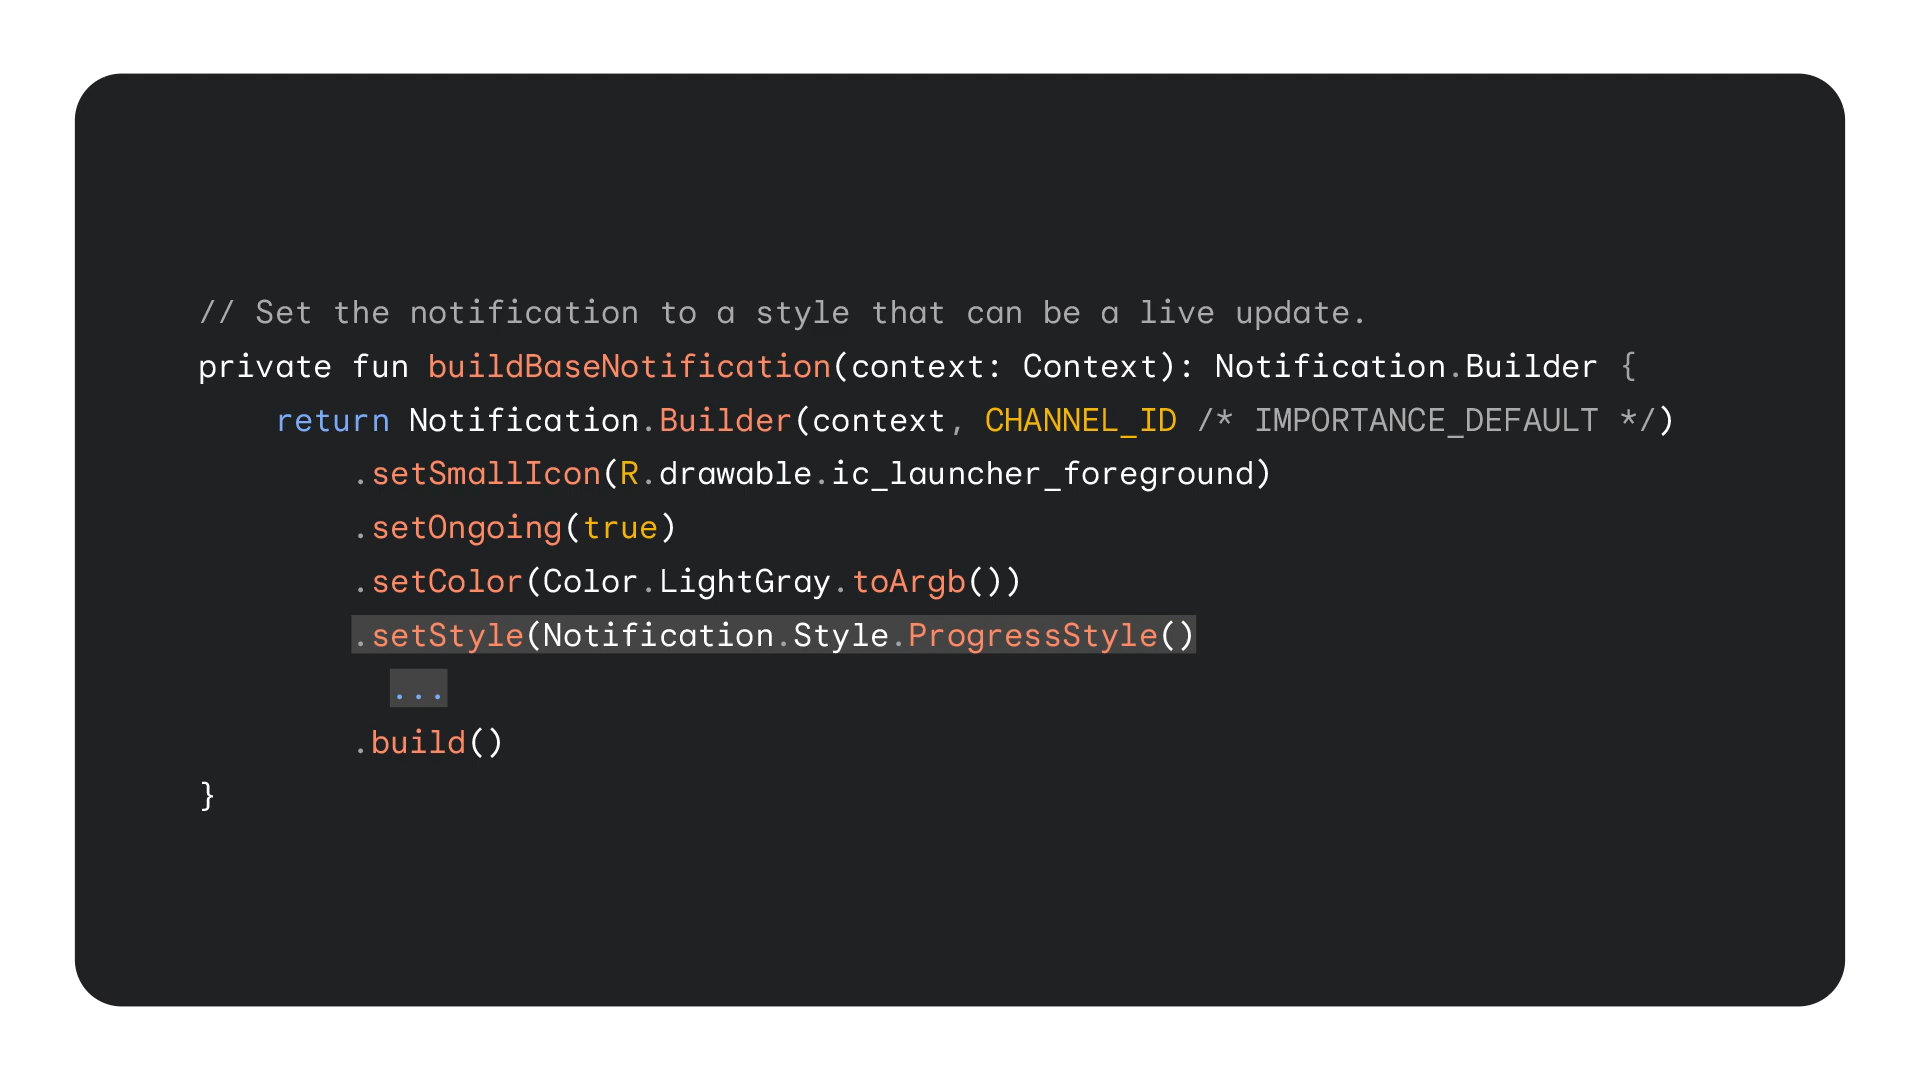 // Set the notification to a style that can be a live update.
private fun buildBaseNotification(context: Context): Notification.Builder {
    return Notification.Builder(context, CHANNEL_ID /* IMPORTANCE_DEFAULT */)
        .setSmallIcon(R.drawable.ic_launcher_foreground)
        .setOngoing(true)
        .setColor(Color.LightGray.toArgb())
        .setStyle(Notification.Style.ProgressStyle()
          ...
        .build()
}